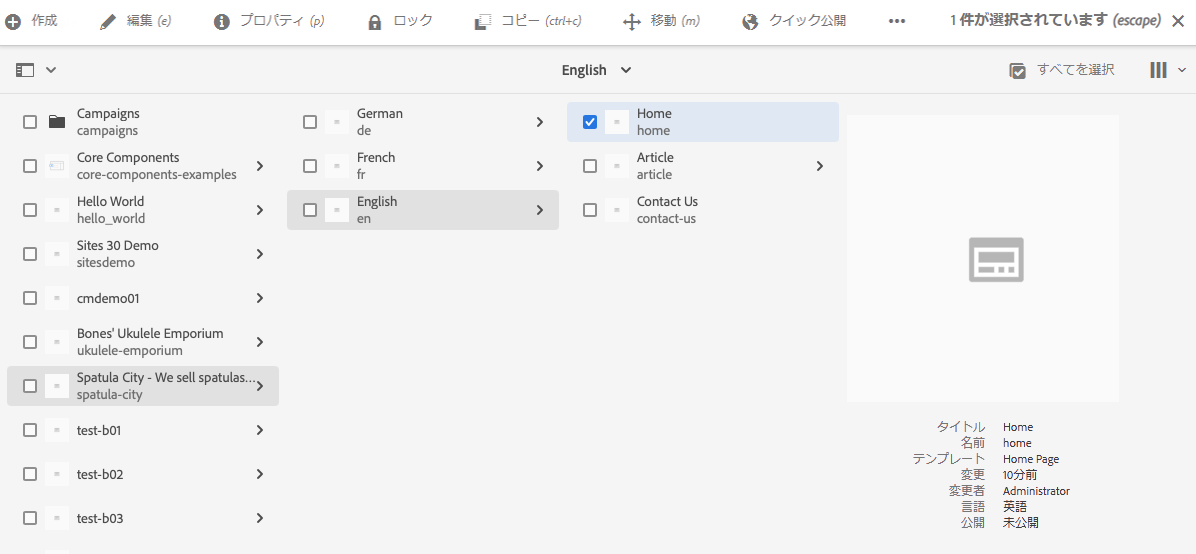 作成 編集 (e) プロパティ (p) ロック コピー (ctrl+c) 移動 (m) クイック公開 ••• 1 件が選択されています (escape)
English すべてを選択
Campaigns
campaigns
Core Components
core-components-examples
Hello World
hello_world
Sites 30 Demo
sitesdemo
cmdemo01
Bones' Ukulele Emporium
ukulele-emporium
Spatula City - We sell spatulas...
spatula-city
test-b01
test-b02
test-b03
German
de
French
fr
English
en
Home
home
Article
article
Contact Us
contact-us
タイトル Home
名前 home
テンプレート Home Page
変更 10分前
変更者 Administrator
言語 英語
公開 未公開